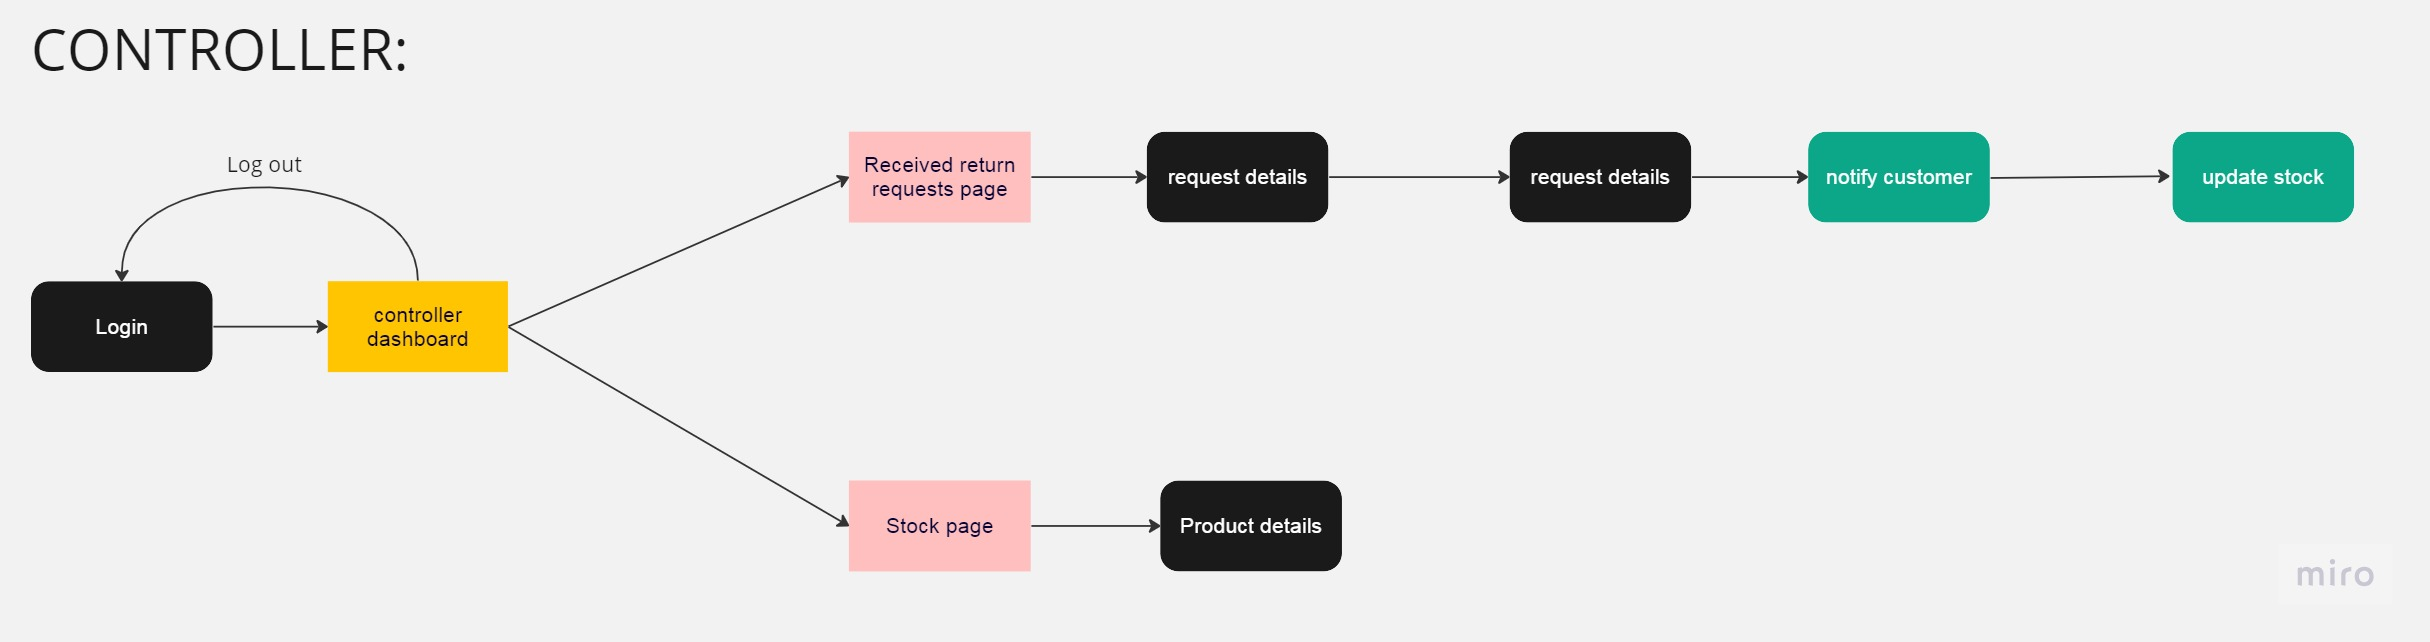 CONTROLLER:
Log out
Login
controller
dashboard
Received return
requests page
request details
request details
notify customer
update stock
Stock page
Product details
miro